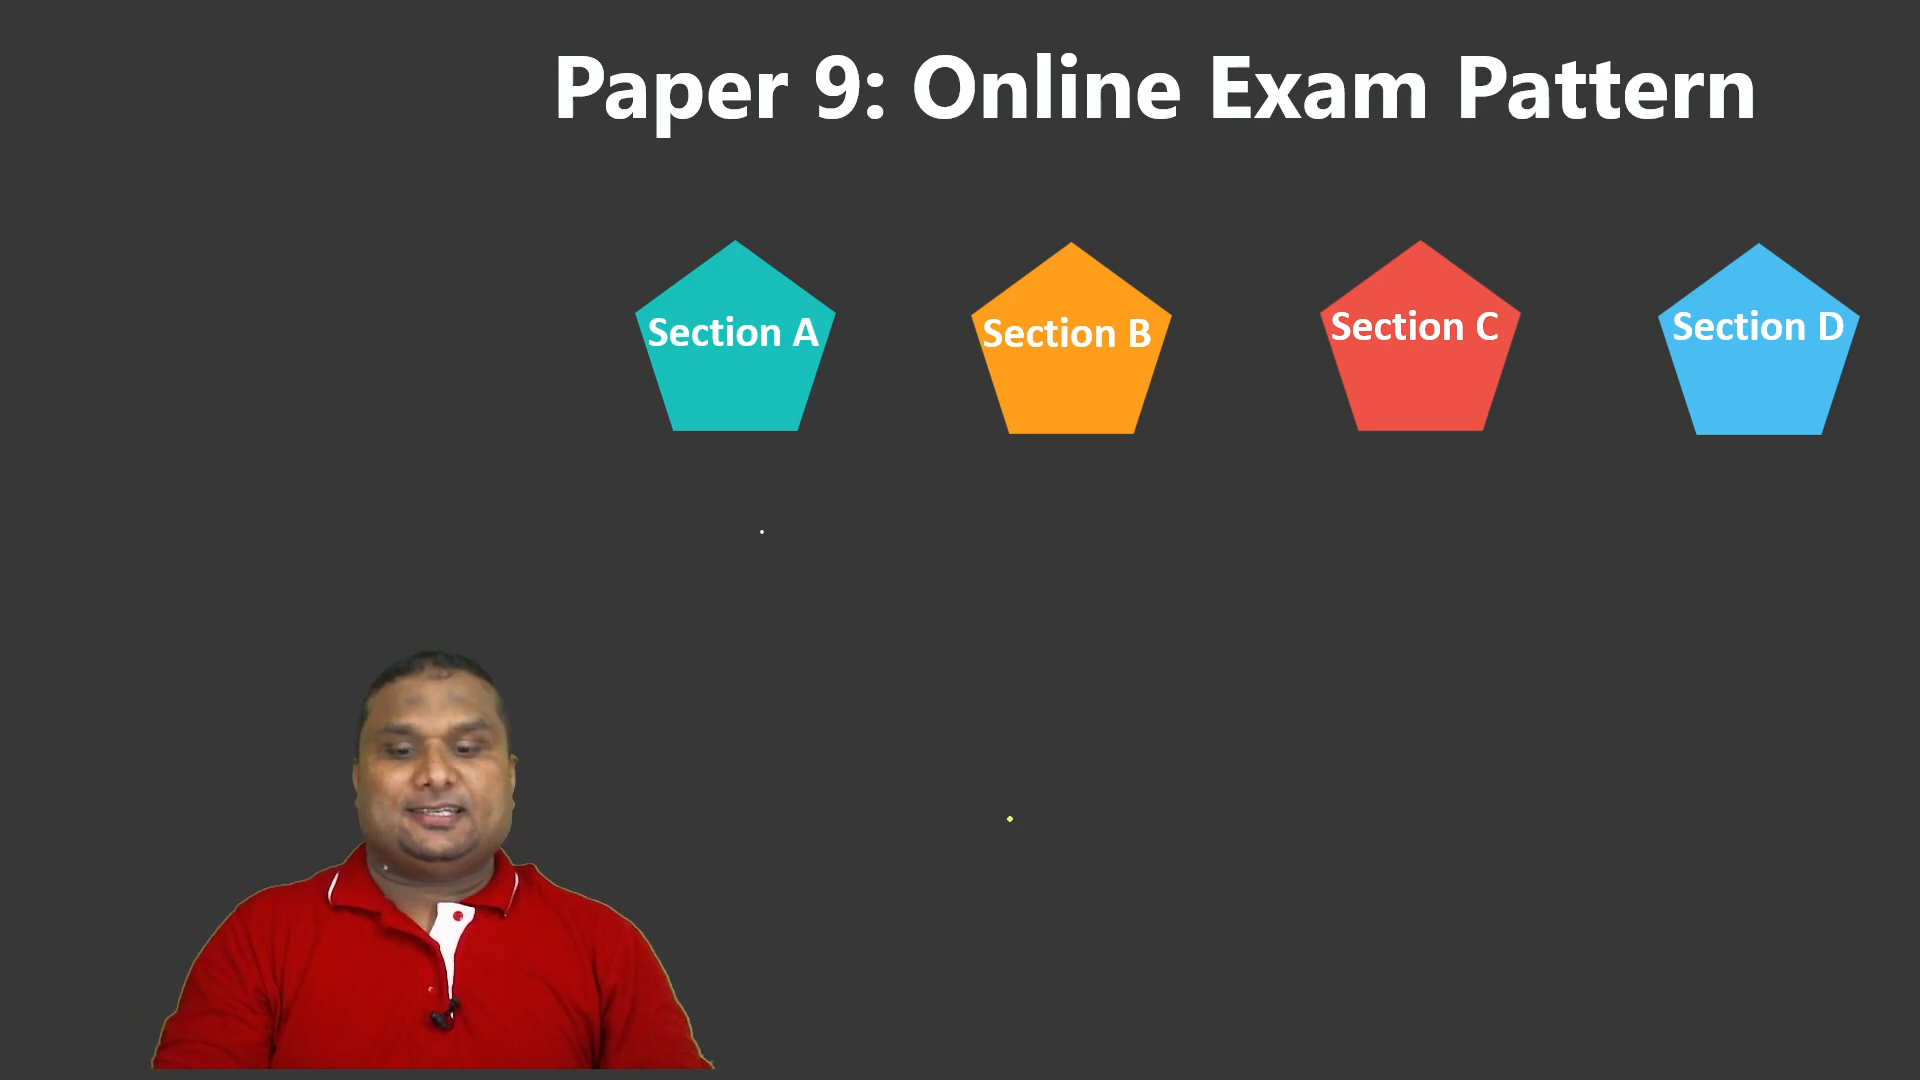 Paper 9: Online Exam Pattern
Section A
Section B
Section C
Section D